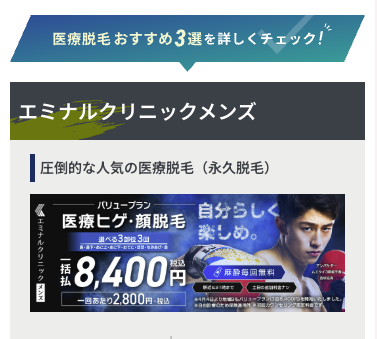 医療脱毛おすすめ3選を詳しくチェック!
エミナルクリニックメンズ
圧倒的な人気の医療脱毛（永久脱毛）
エミナルクリニック メンズ
バリュープラン
医療ヒゲ・顔脱毛
選べる3部位3回
一括払 8,400円 税込
一回あたり2,800円・税込
自分らしく
楽しめ。
麻酔毎回無料